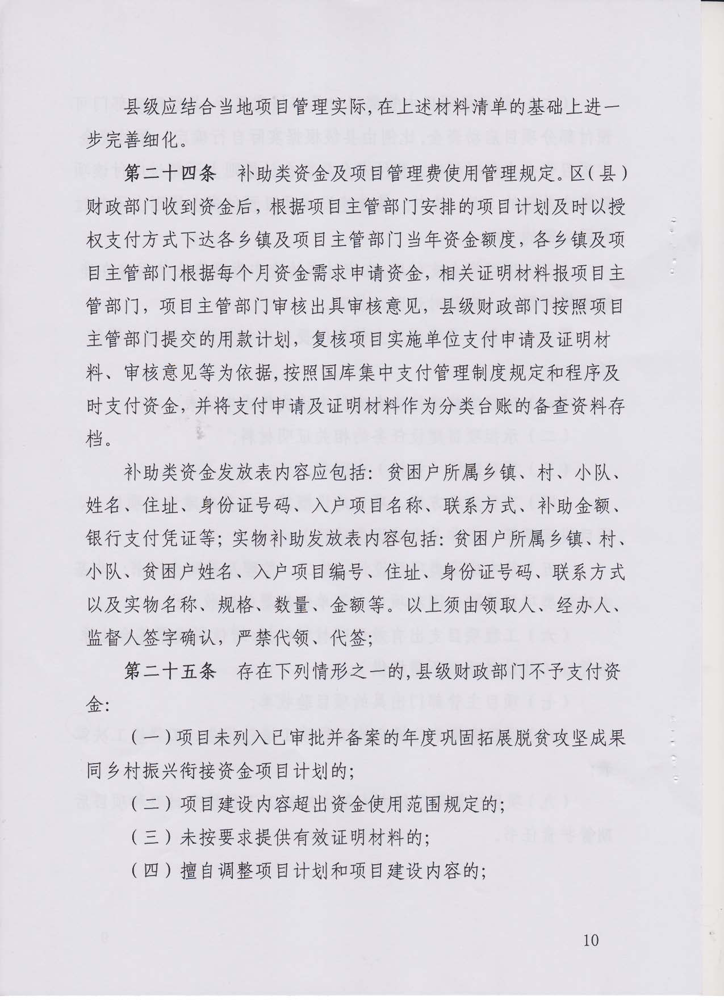 县级应结合当地项目管理实际,在上述材料清单的基础上进一
步完善细化。
第二十四条　补助类资金及项目管理费使用管理规定。区(县)
财政部门收到资金后，根据项目主管部门安排的项目计划及时以授
权支付方式下达各乡镇及项目主管部门当年资金额度，各乡镇及项
目主管部门根据每个月资金需求申请资金，相关证明材料报项目主
管部门，项目主管部门审核出具审核意见，县级财政部门按照项目
主管部门提交的用款计划，复核项目实施单位支付申请及证明材
料、审核意见等为依据,按照国库集中支付管理制度规定和程序及
时支付资金，并将支付申请及证明材料作为分类台账的备查资料存
档。
补助类资金发放表内容应包括：贫困户所属乡镇、村、小队、
姓名、住址、身份证号码、入户项目名称、联系方式、补助金额、
银行支付凭证等；实物补助发放表内容包括：贫困户所属乡镇、村、
小队、贫困户姓名、入户项目编号、住址、身份证号码、联系方式
以及实物名称、规格、数量、金额等。以上须由领取人、经办人、
监督人签字确认，严禁代领、代签；
第二十五条　存在下列情形之一的,县级财政部门不予支付资
金：
(一)项目未列入已审批并备案的年度巩固拓展脱贫攻坚成果
同乡村振兴衔接资金项目计划的；
(二)项目建设内容超出资金使用范围规定的；
(三)未按要求提供有效证明材料的；
(四)擅自调整项目计划和项目建设内容的；
10